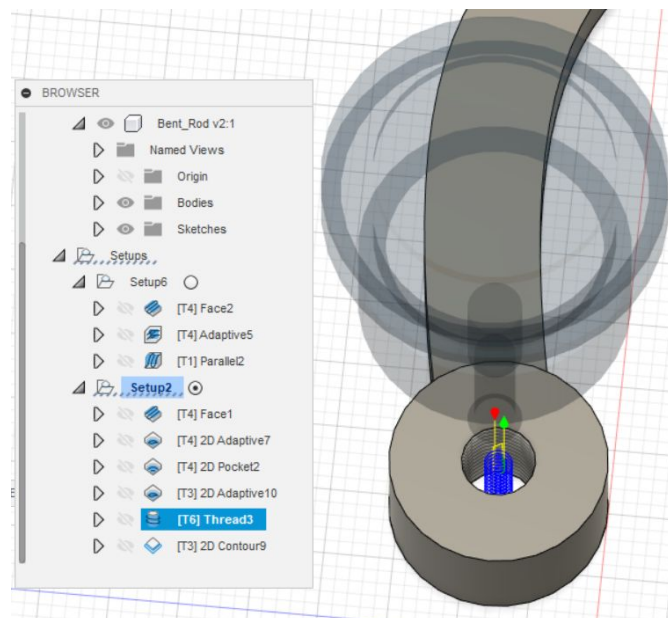 BROWSER
Bent_Rod v2:1
Named Views
Origin
Bodies
Sketches
Setups
Setup6
[T4] Face2
[T4] Adaptive5
[T1] Parallel2
Setup2
[T4] Face1
[T4] 2D Adaptive7
[T4] 2D Pocket2
[T3] 2D Adaptive10
[T6] Thread3
[T3] 2D Contour9